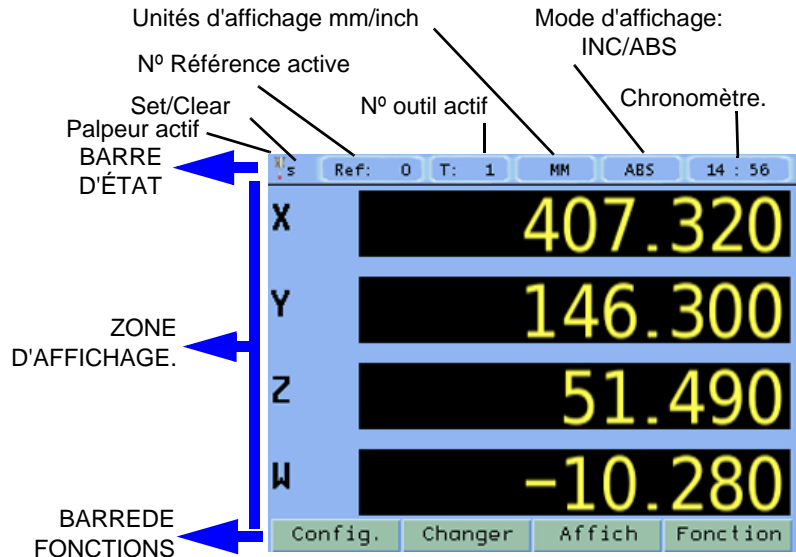 Unités d'affichage mm/inch
Mode d'affichage:
INC/ABS
Nº Référence active
Set/Clear
Nº outil actif
Chronomètre.
Palpeur actif
BARRE
D'ÉTAT
s Ref: 0 T: 1 MM ABS 14 : 56
X 407.320
Y 146.300
ZONE
D'AFFICHAGE.
Z 51.490
W -10.280
BARREDE
FONCTIONS
Config. Changer Affich Fonction